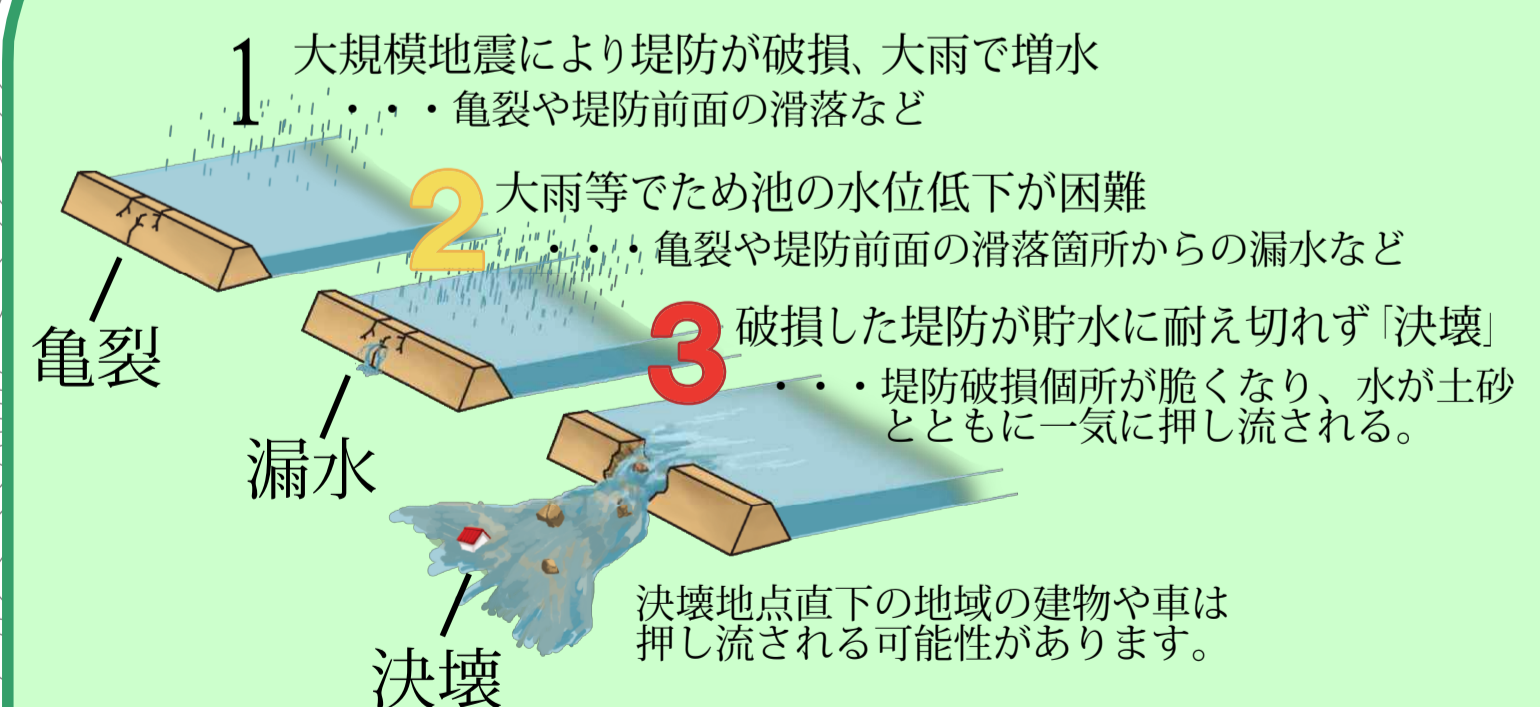 1 大規模地震により堤防が破損、大雨で増水
・・・亀裂や堤防前面の滑落など
2 大雨等でため池の水位低下が困難
・・・亀裂や堤防前面の滑落箇所からの漏水など
亀裂
3 破損した堤防が貯水に耐え切れず「決壊」
・・・堤防破損個所が脆くなり、水が土砂
とともに一気に押し流される。
漏水
決壊地点直下の地域の建物や車は
押し流される可能性があります。
決壊